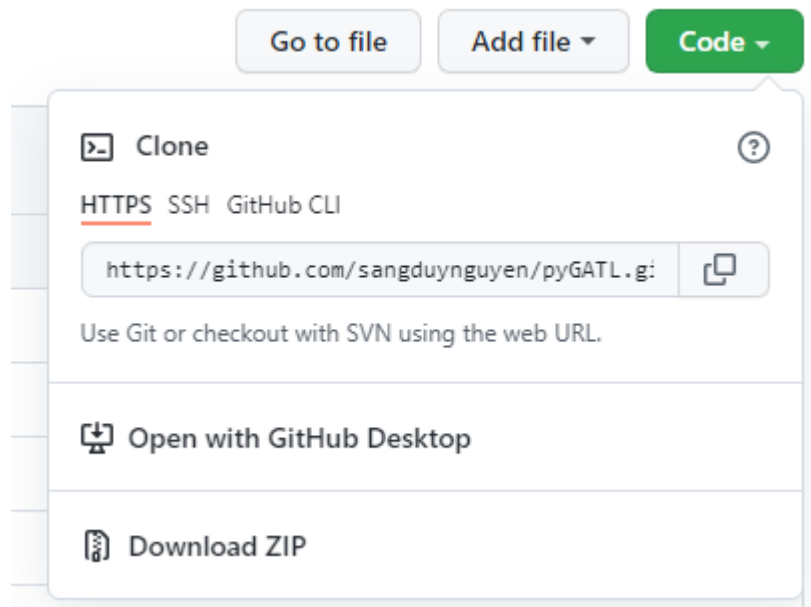 Go to file Add file Code
Clone
HTTPS SSH GitHub CLI
https://github.com/sangduynguyen/pyGATL.gi
Use Git or checkout with SVN using the web URL.
Open with GitHub Desktop
Download ZIP